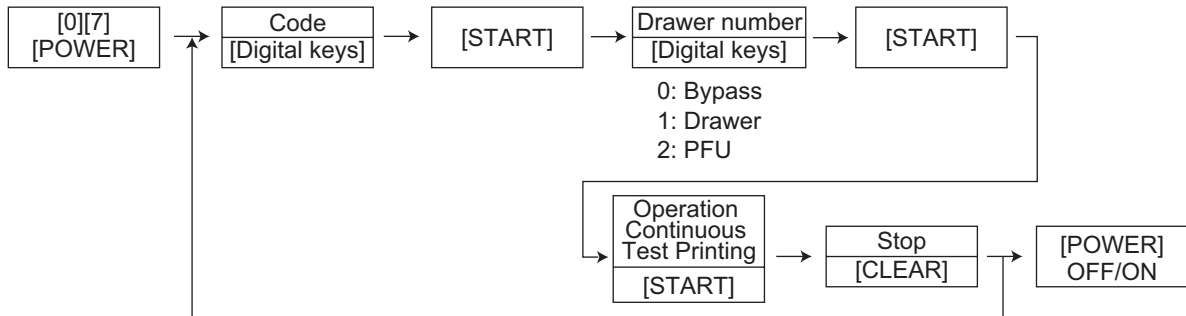 [0][7]
[POWER]
Code
[Digital keys]
[START]
Drawer number
[Digital keys]
[START]
0: Bypass
1: Drawer
2: PFU
Operation
Continuous
Test Printing
[START]
Stop
[CLEAR]
[POWER]
OFF/ON